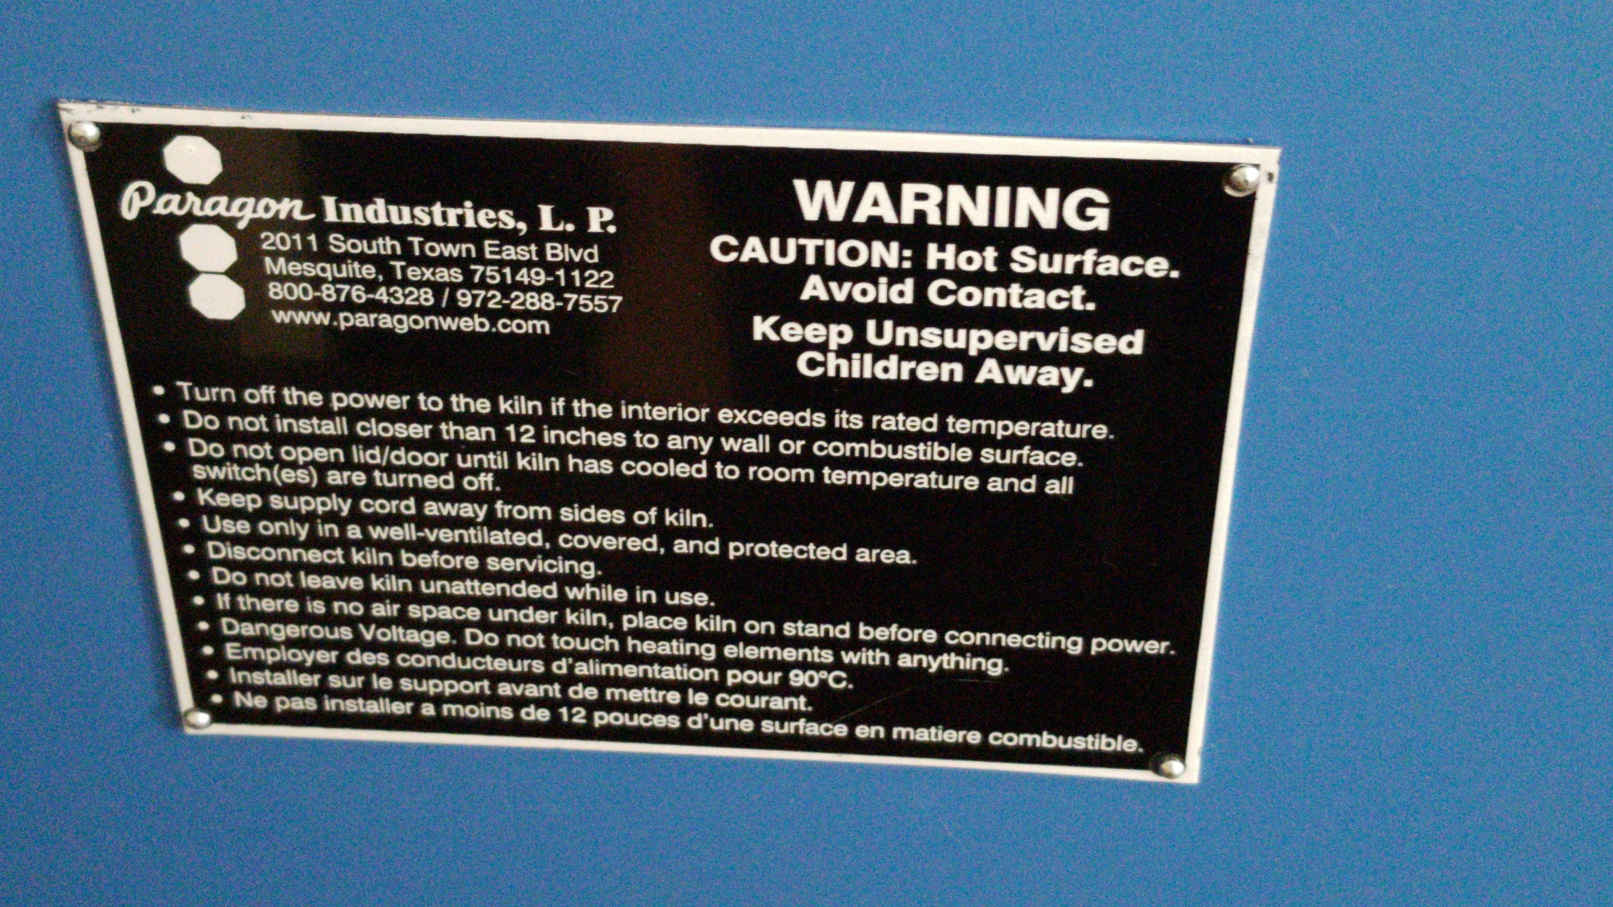 Paragon Industries, L. P.
2011 South Town East Blvd
Mesquite, Texas 75149-1122
800-876-4328 / 972-288-7557
www.paragonweb.com
WARNING
CAUTION: Hot Surface.
Avoid Contact.
Keep Unsupervised
Children Away.
• Turn off the power to the kiln if the interior exceeds its rated temperature.
• Do not install closer than 12 inches to any wall or combustible surface.
• Do not open lid/door until kiln has cooled to room temperature and all
switch(es) are turned off.
• Keep supply cord away from sides of kiln.
• Use only in a well-ventilated, covered, and protected area.
• Disconnect kiln before servicing.
• Do not leave kiln unattended while in use.
• If there is no air space under kiln, place kiln on stand before connecting power.
• Dangerous Voltage. Do not touch heating elements with anything.
• Employer des conducteurs d'alimentation pour 90°C.
• Installer sur le support avant de mettre le courant.
• Ne pas installer a moins de 12 pouces d'une surface en matiere combustible.